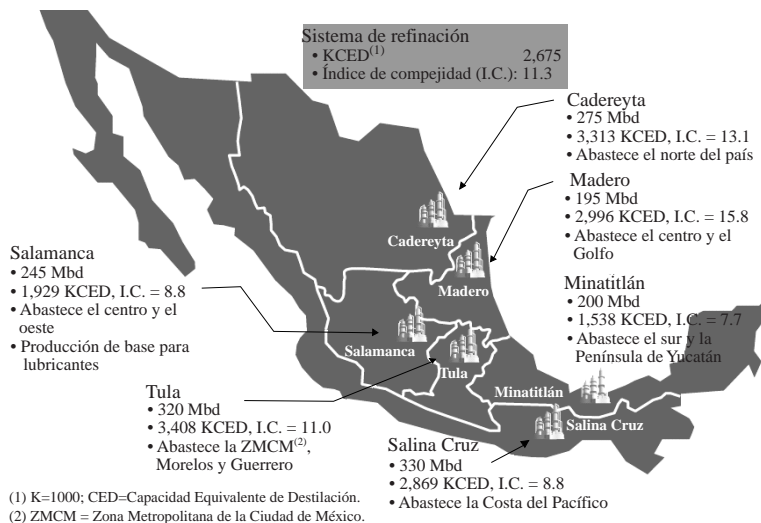 Sistema de refinación
• KCED(1) 2,675
• Índice de compejidad (I.C.): 11.3
Cadereyta
• 275 Mbd
• 3,313 KCED, I.C. = 13.1
• Abastece el norte del país
Madero
• 195 Mbd
• 2,996 KCED, I.C. = 15.8
• Abastece el centro y el
Golfo
Minatitlán
• 200 Mbd
• 1,538 KCED, I.C. = 7.7
• Abastece el sur y la
Península de Yucatán
Salamanca
• 245 Mbd
• 1,929 KCED, I.C. = 8.8
• Abastece el centro y el
oeste
• Producción de base para
lubricantes
Cadereyta
Madero
Salamanca
Tula
Minatitlán
Salina Cruz
Tula
• 320 Mbd
• 3,408 KCED, I.C. = 11.0
• Abastece la ZMCM(2),
Morelos y Guerrero
Salina Cruz
• 330 Mbd
• 2,869 KCED, I.C. = 8.8
• Abastece la Costa del Pacífico
(1) K=1000; CED=Capacidad Equivalente de Destilación.
(2) ZMCM = Zona Metropolitana de la Ciudad de México.